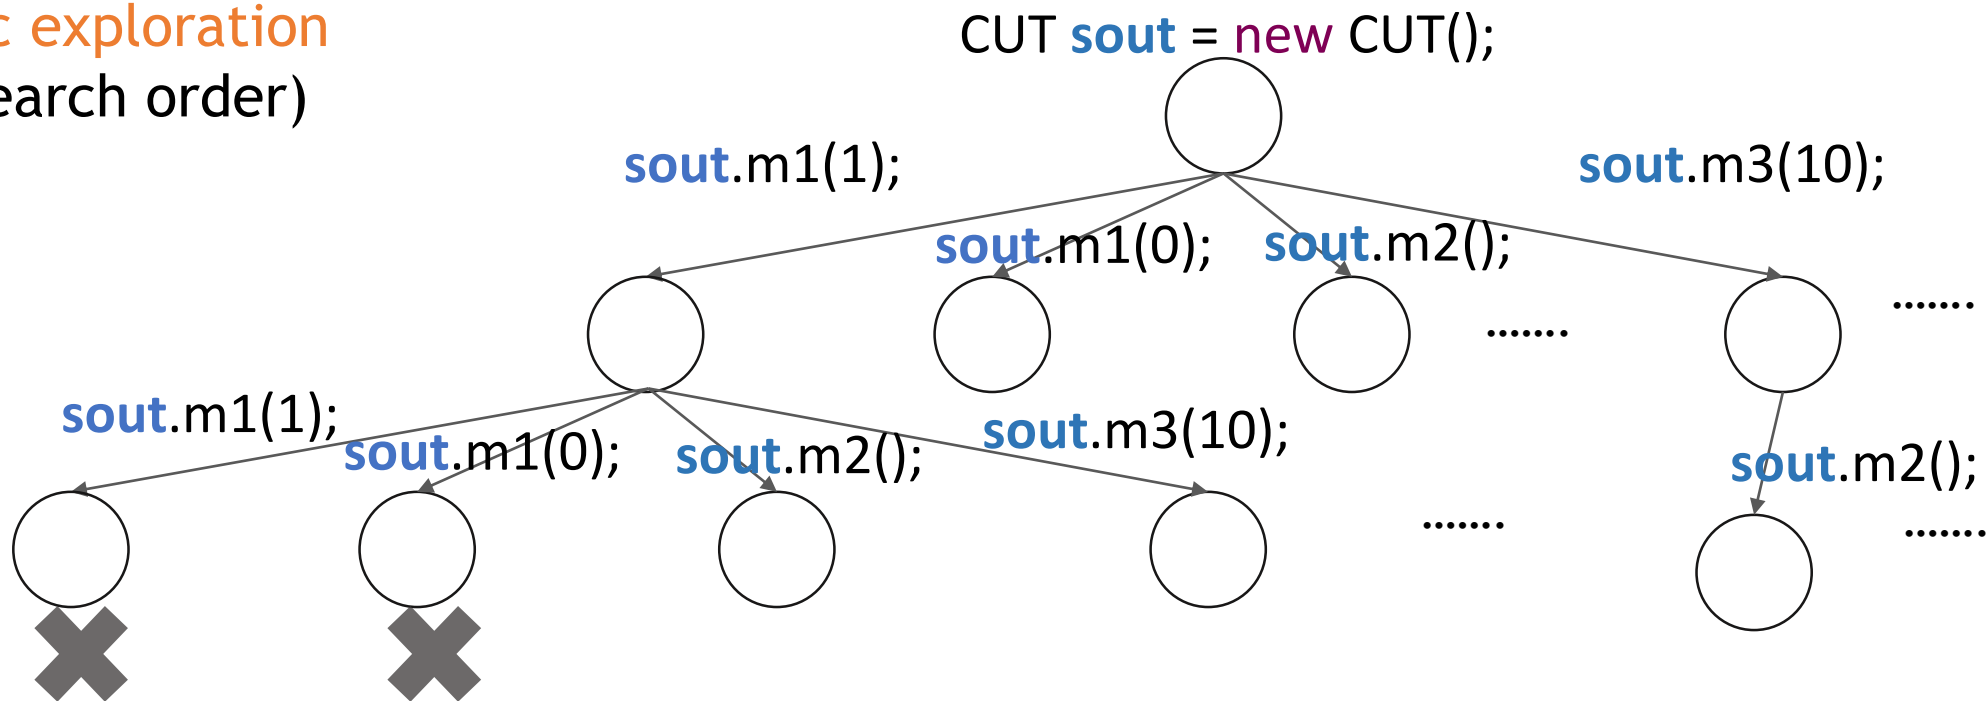 c exploration
earch order)
CUT sout = new CUT();
sout.m1(1);
sout.m3(10);
sout.m1(0);
sout.m2();
.......
.......
sout.m1(1);
sout.m1(0);
sout.m2();
sout.m3(10);
sout.m2();
.......
.......